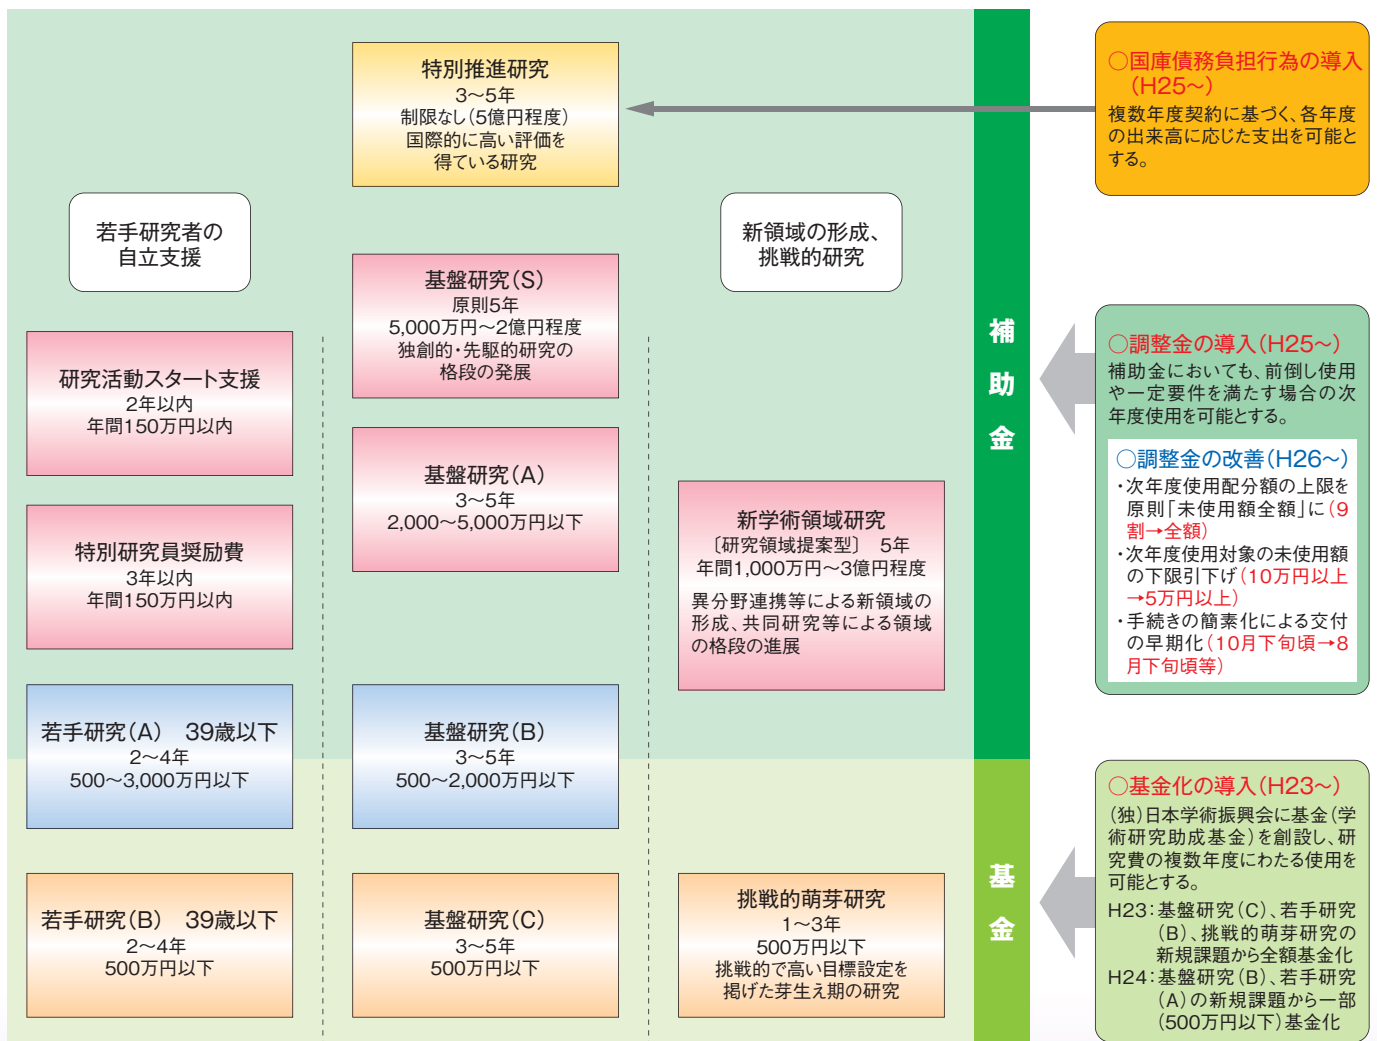 特別推進研究
3〜5年
制限なし（5億円程度）
国際的に高い評価を
得ている研究
若手研究者の
自立支援
新領域の形成、
挑戦的研究
基盤研究（S）
原則5年
5,000万円〜2億円程度
独創的・先駆的研究の
格段の発展
研究活動スタート支援
2年以内
年間150万円以内
基盤研究（A）
3〜5年
2,000〜5,000万円以下
特別研究員奨励費
3年以内
年間150万円以内
新学術領域研究
〔研究領域提案型〕　5年
年間1,000万円〜3億円程度
異分野連携等による新領域の
形成、共同研究等による領域
の格段の進展
若手研究（A）　39歳以下
2〜4年
500〜3,000万円以下
基盤研究（B）
3〜5年
500〜2,000万円以下
若手研究（B）　39歳以下
2〜4年
500万円以下
基盤研究（C）
3〜5年
500万円以下
挑戦的萌芽研究
1〜3年
500万円以下
挑戦的で高い目標設定を
掲げた芽生え期の研究
補助金
基金
○国庫債務負担行為の導入
（H25〜）
複数年度契約に基づく、各年度
の出来高に応じた支出を可能と
する。
○調整金の導入（H25〜）
補助金においても、前倒し使用
や一定要件を満たす場合の次
年度使用を可能とする。
○調整金の改善（H26〜）
・次年度使用配分額の上限を
原則「未使用額全額」に（9
割→全額）
・次年度使用対象の未使用額
の下限引下げ（10万円以上
→5万円以上）
・手続きの簡素化による交付
の早期化（10月下旬頃→8
月下旬頃等）
○基金化の導入（H23〜）
（独）日本学術振興会に基金（学
術研究助成基金）を創設し、研
究費の複数年度にわたる使用を
可能とする。
H23：基盤研究（C）、若手研究
（B）、挑戦的萌芽研究の
新規課題から全額基金化
H24：基盤研究（B）、若手研究
（A）の新規課題から一部
（500万円以下）基金化